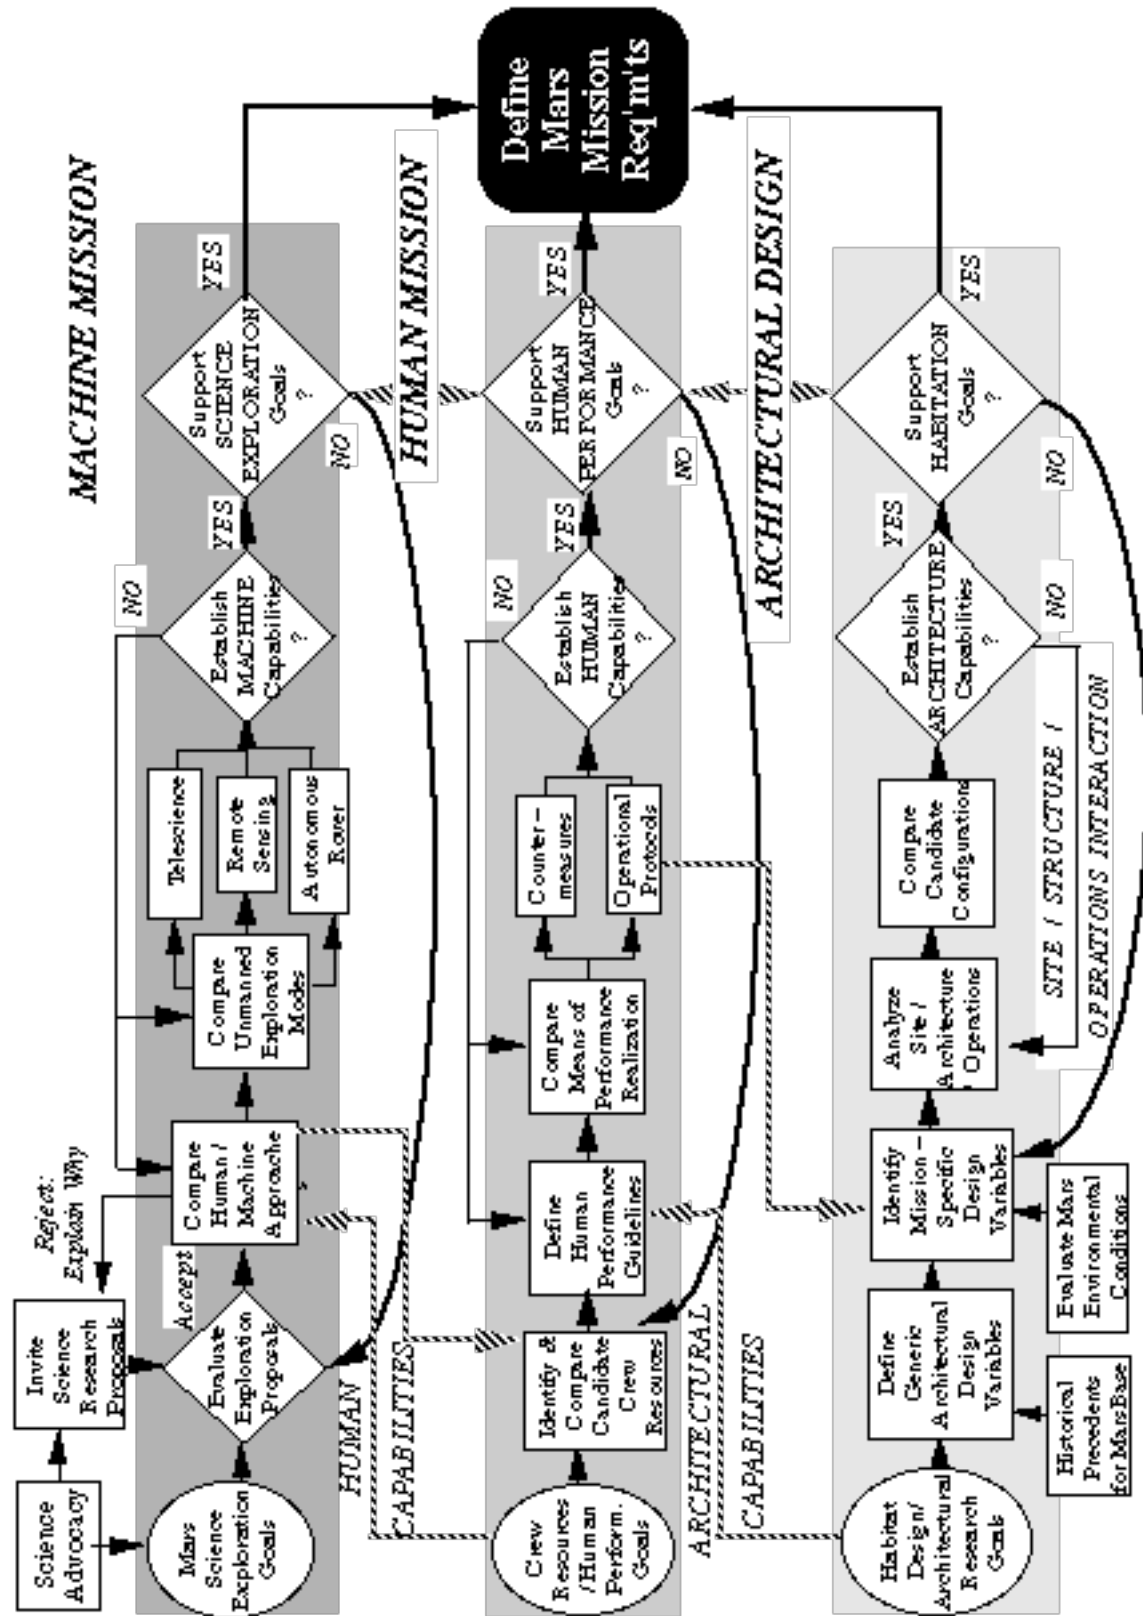 MACHINE MISSION
Science
Advocacy
Invite
Science
Research
Proposals
Reject:
Explain Why
Mars
Science
Exploration
Goals
Evaluate
Exploration
Proposals
Accept
Compare
Human /
Machine
Approache
Compare
Unmanned
Exploration
Modes
Telescience
Remote
Sensing
Autonomous
Rover
NO
Establish
MACHINE
Capabilities
?
YES
Support
SCIENCE
EXPLORATION
Goals
?
YES
NO
HUMAN
CAPABILITIES
HUMAN MISSION
Define
Mars
Mission
Req'm'ts
Crew
Resources
/Human
Perform.
Goals
Identify &
Compare
Candidate
Crew
Resources
Define
Human
Performance
Guidelines
Compare
Means of
Performance
Realization
Counter-
measures
Operational
Protocols
NO
Establish
HUMAN
Capabilities
?
YES
Support
HUMAN
PERFORMANCE
Goals
?
YES
NO
ARCHITECTURAL
CAPABILITIES
ARCHITECTURAL DESIGN
Habitat
Design/
Architectural
Research
Goals
Define
Generic
Architectural
Design
Variables
Identify
Mission-
Specific
Design
Variables
Analyze
Site /
Architecture
' Operations
Compare
Candidate
Configurations
Establish
ARCHITECTURE
Capabilities
?
YES
NO
Support
HABITATION
Goals
?
YES
NO
SITE / STRUCTURE /
OPERATIONS INTERACTION
Historical
Precedents
for MarsBase
Evaluate Mars
Environmental
Conditions